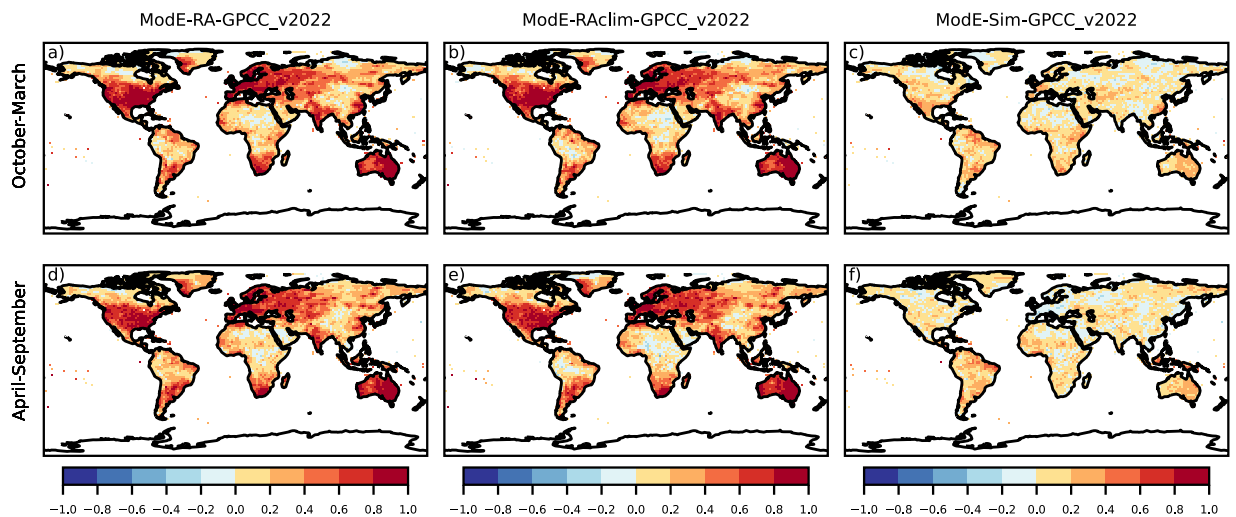 ModE-RA-GPCC_v2022 ModE-RAclim-GPCC_v2022 ModE-Sim-GPCC_v2022
October-March
a) b) c)
April-September
d) e) f)
−1.0 −0.8 −0.6 −0.4 −0.2 0.0 0.2 0.4 0.6 0.8 1.0
−1.0 −0.8 −0.6 −0.4 −0.2 0.0 0.2 0.4 0.6 0.8 1.0
−1.0 −0.8 −0.6 −0.4 −0.2 0.0 0.2 0.4 0.6 0.8 1.0